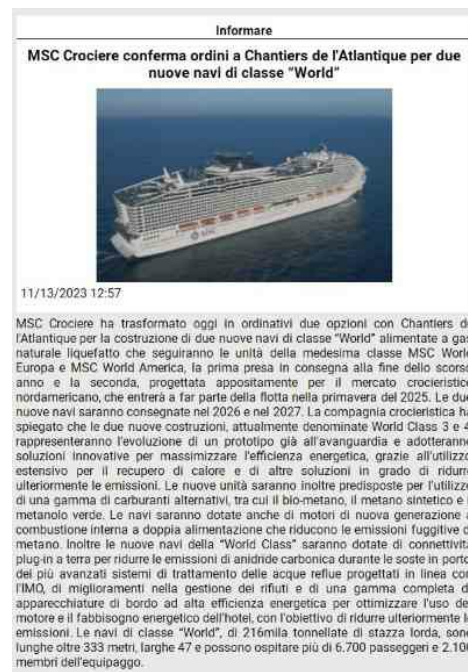 Informare
MSC Crociere conferma ordini a Chantiers de l'Atlantique per due
nuove navi di classe "World"
11/13/2023 12:57
MSC Crociere ha trasformato oggi in ordinativi due opzioni con Chantiers de
l'Atlantique per la costruzione di due nuove navi di classe "World" alimentate a gas
naturale liquefatto che seguiranno le unità della medesima classe MSC World
Europa e MSC World America, la prima presa in consegna alla fine dello scorso
anno e la seconda, progettata appositamente per il mercato crocieristico
nordamericano, che entrerà a far parte della flotta nella primavera del 2025. Le due
nuove navi saranno consegnate nel 2026 e nel 2027. La compagnia crocieristica ha
spiegato che le due nuove costruzioni, attualmente denominate World Class 3 e 4,
rappresenteranno l'evoluzione di un prototipo già all'avanguardia e adotteranno
soluzioni innovative per massimizzare l'efficienza energetica, grazie all'utilizzo
estensivo per il recupero di calore e di altre soluzioni in grado di ridurre
ulteriormente le emissioni. Le nuove unità saranno inoltre predisposte per l'utilizzo
di una gamma di carburanti alternativi, tra cui il bio-metano, il metano sintetico e
metanolo verde. Le navi saranno dotate anche di motori di nuova generazione a
combustione interna a doppia alimentazione che riducono le emissioni fuggitive di
metano. Inoltre le nuove navi della "World Class" saranno dotate di connettività
plug-in a terra per ridurre le emissioni di anidride carbonica durante le soste in porto,
dei più avanzati sistemi di trattamento delle acque reflue progettati in linea con
l'IMO, di miglioramenti nella gestione dei rifiuti e di una gamma completa di
apparecchiature di bordo ad alta efficienza energetica per ottimizzare l'uso del
motore e il fabbisogno energetico dell'hotel, con l'obiettivo di ridurre ulteriormente le
emissioni. Le navi di classe "World", di 216mila tonnellate di stazza lorda, sono
lunghe oltre 333 metri, larghe 47 e possono ospitare più di 6.700 passeggeri e 2.100
membri dell'equipaggo.